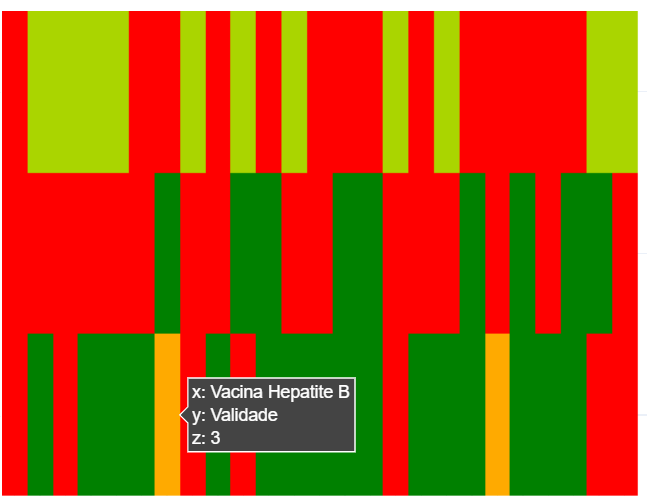 x: Vacina Hepatite B
y: Validade
z: 3